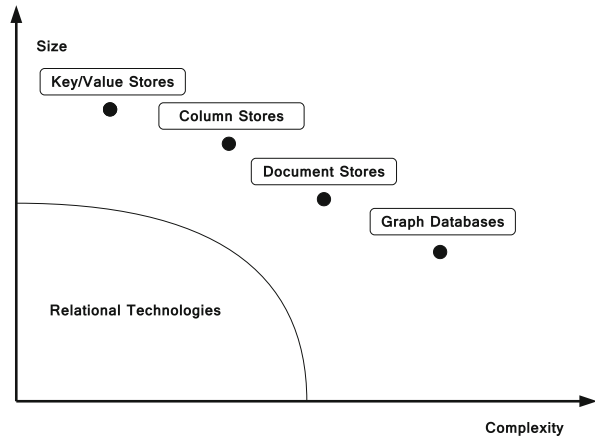 Size
Key/Value Stores
Column Stores
Document Stores
Graph Databases
Relational Technologies
Complexity